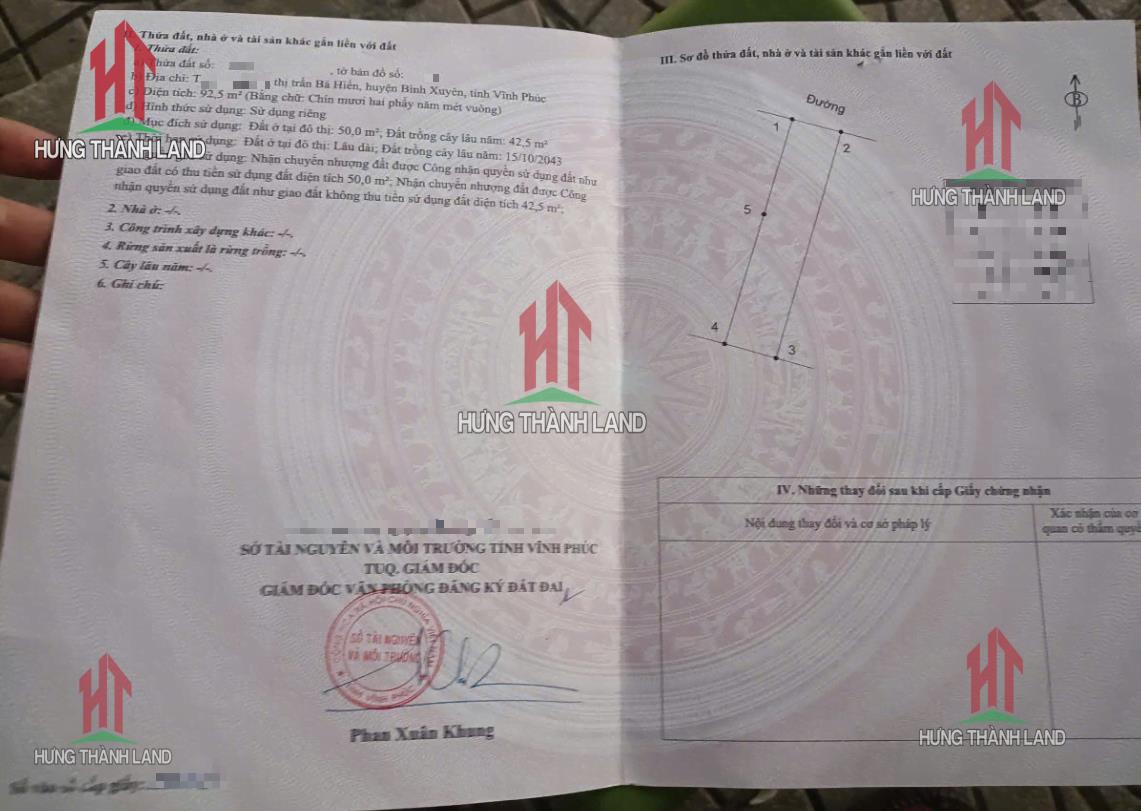 II. Thửa đất, nhà ở và tài sản khác gắn liền với đất
1. Thửa đất:
a) Thửa đất số: , tờ bản đồ số:
b) Địa chỉ: T thị trấn Bá Hiến, huyện Bình Xuyên, tỉnh Vĩnh Phúc
c) Diện tích: 92,5 m² (Bằng chữ: Chín mươi hai phẩy năm mét vuông)
d) Hình thức sử dụng: Sử dụng riêng
đ) Mục đích sử dụng: Đất ở tại đô thị: 50,0 m²; Đất trồng cây lâu năm: 42,5 m²
e) Thời hạn sử dụng: Đất ở tại đô thị: Lâu dài; Đất trồng cây lâu năm: 15/10/2043
sử dụng: Nhận chuyển nhượng đất được Công nhận quyền sử dụng đất như
giao đất có thu tiền sử dụng đất diện tích 50,0 m²; Nhận chuyển nhượng đất được Công
nhận quyền sử dụng đất như giao đất không thu tiền sử dụng đất diện tích 42,5 m²;
2. Nhà ở: -/-.
3. Công trình xây dựng khác: -/-.
4. Rừng sản xuất là rừng trồng: -/-.
5. Cây lâu năm: -/-.
6. Ghi chú:
SỞ TÀI NGUYÊN VÀ MÔI TRƯỜNG TỈNH VĨNH PHÚC
TUQ. GIÁM ĐỐC
GIÁM ĐỐC VĂN PHÒNG ĐĂNG KÝ ĐẤT ĐAI
SỞ TÀI NGUYÊN
VÀ MÔI TRƯỜNG
Phan Xuân Khung
Số vào sổ cấp giấy:
III. Sơ đồ thửa đất, nhà ở và tài sản khác gắn liền với đất
Đường
B
1
2
5
4
3
IV. Những thay đổi sau khi cấp Giấy chứng nhận
Nội dung thay đổi và cơ sở pháp lý
Xác nhận của cơ
quan có thẩm quyề
HƯNG THÀNH LAND
HƯNG THÀNH LAND
HƯNG THÀNH LAND
HƯNG THÀNH LAND
HƯNG THÀNH LAND